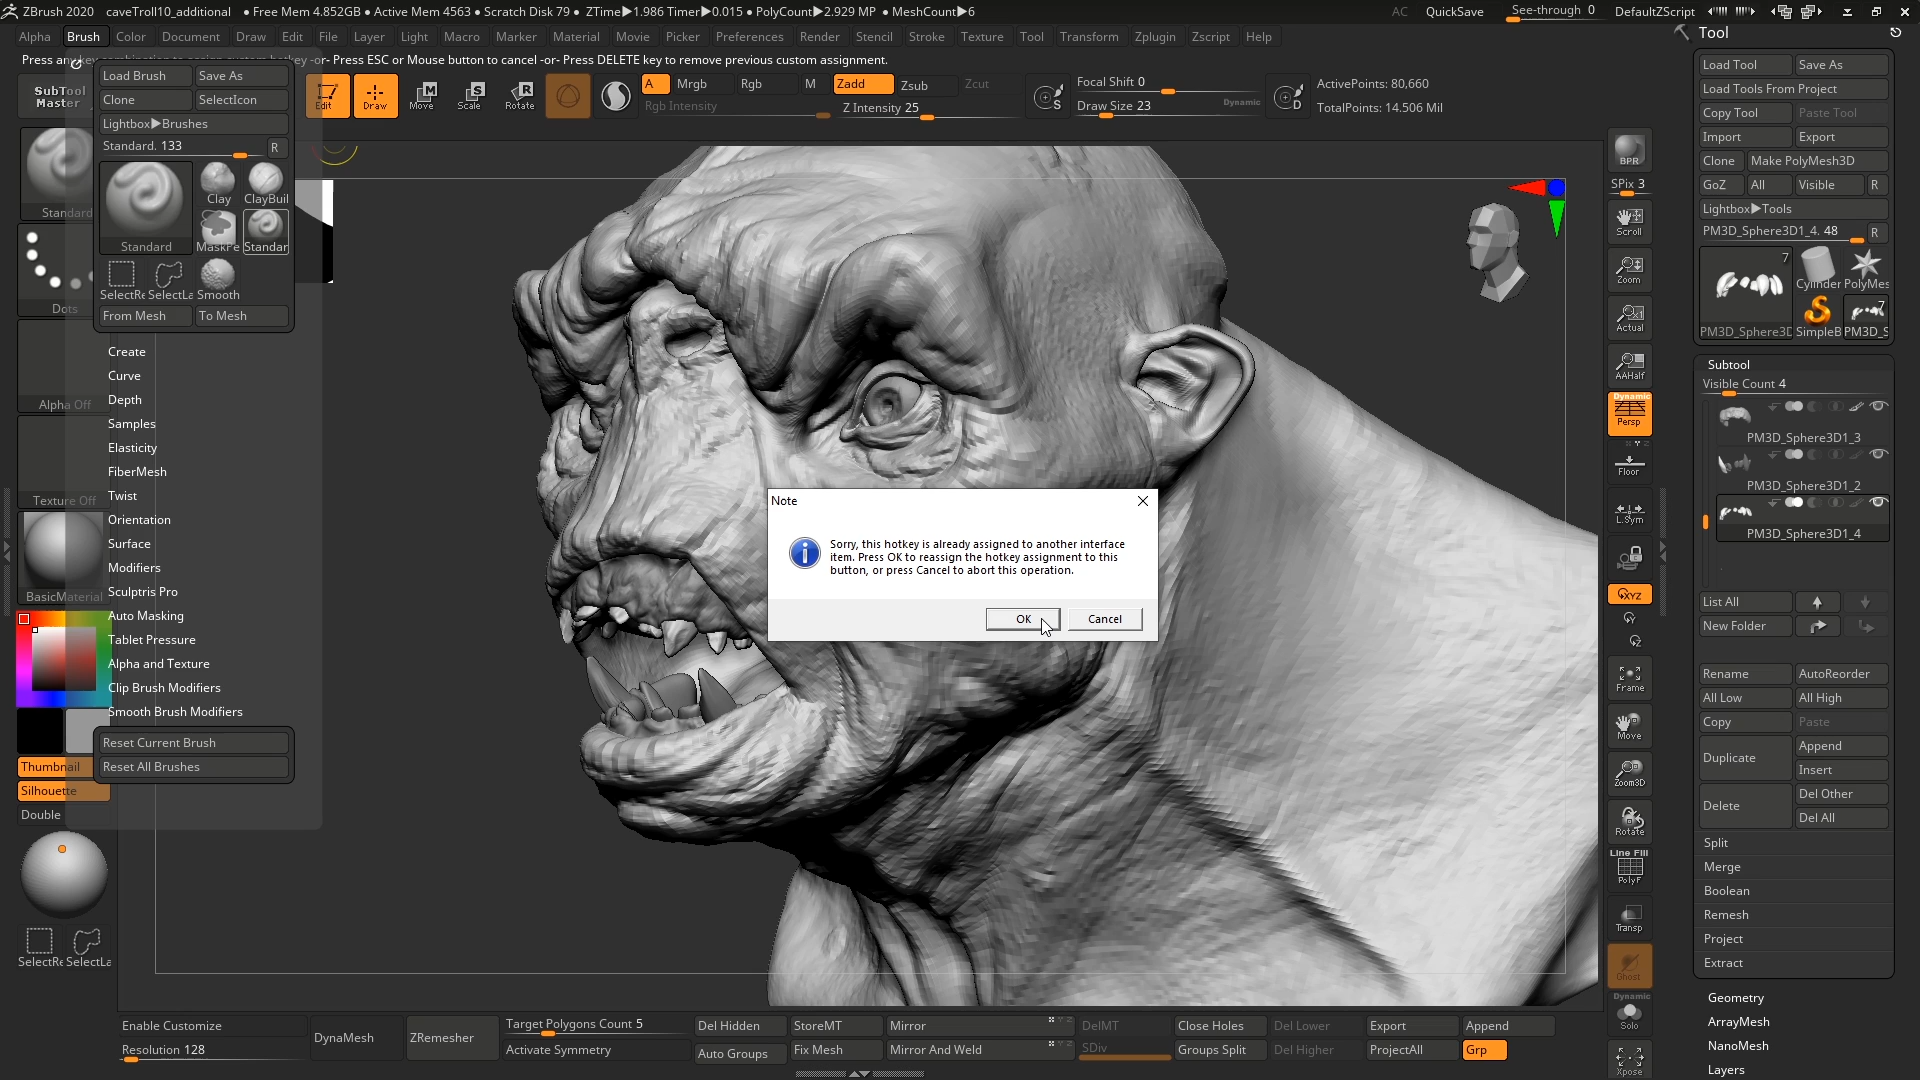 ZBrush 2020 caveTroll10_additional • Free Mem 4.852GB • Active Mem 4563 • Scratch Disk 79 • ZTime▶1.986 Timer▶0.015 • PolyCount▶2.929 MP • MeshCount▶6 AC QuickSave See-through 0 DefaultZScript
Alpha Brush Color Document Draw Edit File Layer Light Macro Marker Material Movie Picker Preferences Render Stencil Stroke Texture Tool Transform Zplugin Zscript Help
-or- Press ESC or Mouse button to cancel -or- Press DELETE key to remove previous custom assignment.
SubTool
Master
Load Brush Save As
Clone SelectIcon
Lightbox▶Brushes
Standard. 133 R
Standard
Clay ClayBuil
MaskPe Standar
SelectRe SelectLa Smooth
From Mesh To Mesh
Create
Curve
Depth
Samples
Elasticity
FiberMesh
Twist
Orientation
Surface
Modifiers
Sculptris Pro
Auto Masking
Tablet Pressure
Alpha and Texture
Clip Brush Modifiers
Smooth Brush Modifiers
Reset Current Brush
Reset All Brushes
Standard
Dots
Alpha Off
Texture Off
BasicMaterial
Thumbnail
Silhouette
Double
SelectRe SelectLa
Edit Draw Move Scale Rotate
A Mrgb Rgb M Zadd Zsub Zcut
Rgb Intensity Z Intensity 25
Focal Shift 0
Draw Size 23 Dynamic
ActivePoints: 80,660
TotalPoints: 14.506 Mil
Note
Sorry, this hotkey is already assigned to another interface
item. Press OK to reassign the hotkey assignment to this
button, or press Cancel to abort this operation.
OK Cancel
BPR
SPix 3
Scroll
Zoom
Actual
AAHalf
Dynamic
Persp
Floor
L.Sym
XYZ
Frame
Move
Zoom3D
Rotate
Line Fill
PolyF
Transp
Ghost
Dynamic
Solo
Xpose
Tool
Load Tool Save As
Load Tools From Project
Copy Tool Paste Tool
Import Export
Clone Make PolyMesh3D
GoZ All Visible R
Lightbox▶Tools
PM3D_Sphere3D1_4. 48 R
7
Cylinder PolyMes
7
PM3D_Sphere3D SimpleB PM3D_S
Subtool
Visible Count 4
PM3D_Sphere3D1_3
PM3D_Sphere3D1_2
PM3D_Sphere3D1_4
List All
New Folder
Rename AutoReorder
All Low All High
Copy Paste
Duplicate Append
Insert
Delete Del Other
Del All
Split
Merge
Boolean
Remesh
Project
Extract
Geometry
ArrayMesh
NanoMesh
Layers
Enable Customize
Resolution 128
DynaMesh
ZRemesher
Target Polygons Count 5
Activate Symmetry
Del Hidden StoreMT Mirror DelMT Close Holes Del Lower Export Append
Auto Groups Fix Mesh Mirror And Weld SDiv Groups Split Del Higher ProjectAll Grp